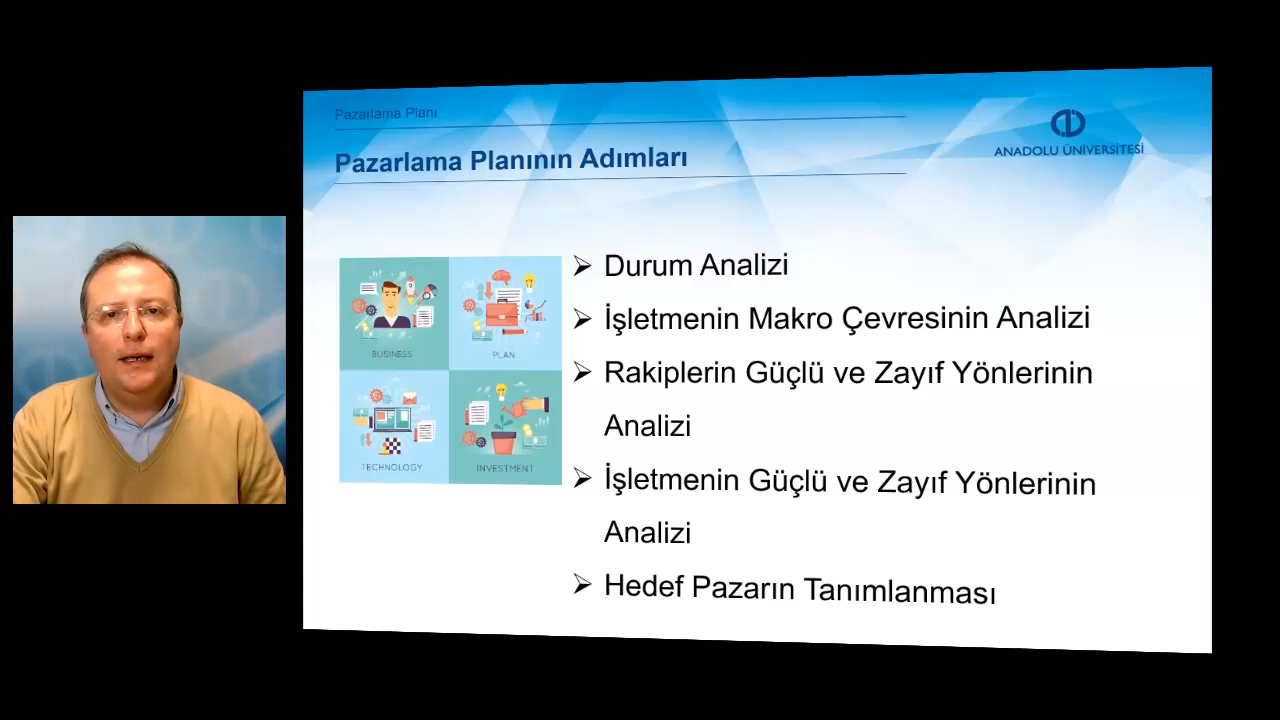 Pazarlama Planı
Pazarlama Planının Adımları
ANADOLU ÜNİVERSİTESİ
BUSINESS
PLAN
TECHNOLOGY
INVESTMENT
➢ Durum Analizi
➢ İşletmenin Makro Çevresinin Analizi
➢ Rakiplerin Güçlü ve Zayıf Yönlerinin
Analizi
➢ İşletmenin Güçlü ve Zayıf Yönlerinin
Analizi
➢ Hedef Pazarın Tanımlanması